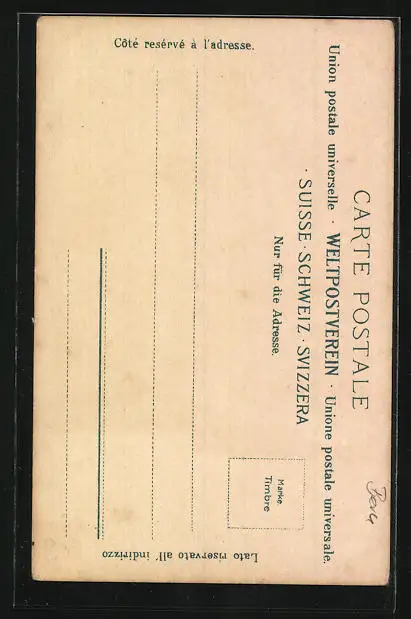 CARTE POSTALE
Union postale universelle · WELTPOSTVEREIN · Unione postale universale.
· SUISSE · SCHWEIZ · SVIZZERA
Nur für die Adresse.
Côté resérvé à l'adresse.
Lato riservato all' indirizzo
Marke
Timbre